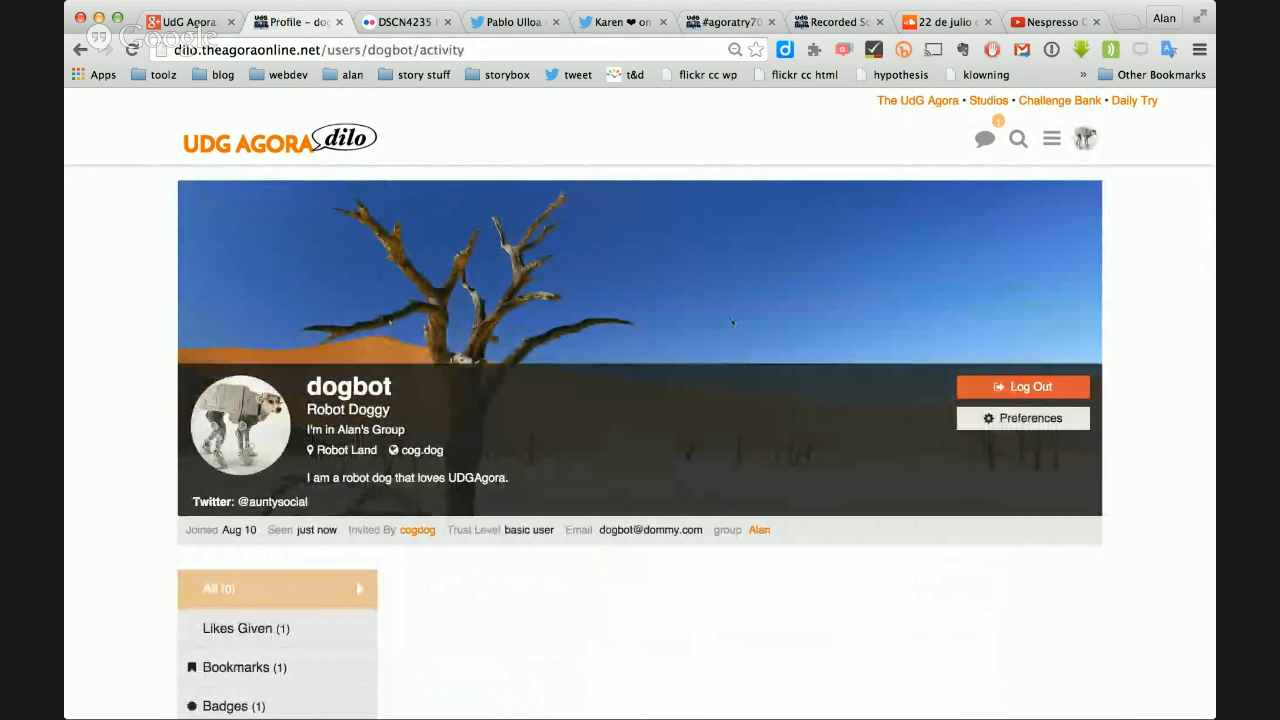 UdG Agora:
Profile – dog
DSCN4235
Pablo Ulloa
Karen ❤ on
#agoratry70
Recorded So
22 de julio
Nespresso C
Alan
Google
dilo.theagoraonline.net/users/dogbot/activity
Apps toolz blog webdev alan story stuff storybox tweet t&d flickr cc wp flickr cc html hypothesis klowning » Other Bookmarks
The UdG Agora • Studios • Challenge Bank • Daily Try
UDG AGORA dilo
1
dogbot
Log Out
Robot Doggy
Preferences
I'm in Alan's Group
Robot Land cog.dog
I am a robot dog that loves UDGAgora.
Twitter: @auntysocial
Joined Aug 10 Seen just now Invited By cogdog Trust Level basic user Email dogbot@dommy.com group Alan
All (0)
Likes Given (1)
Bookmarks (1)
Badges (1)